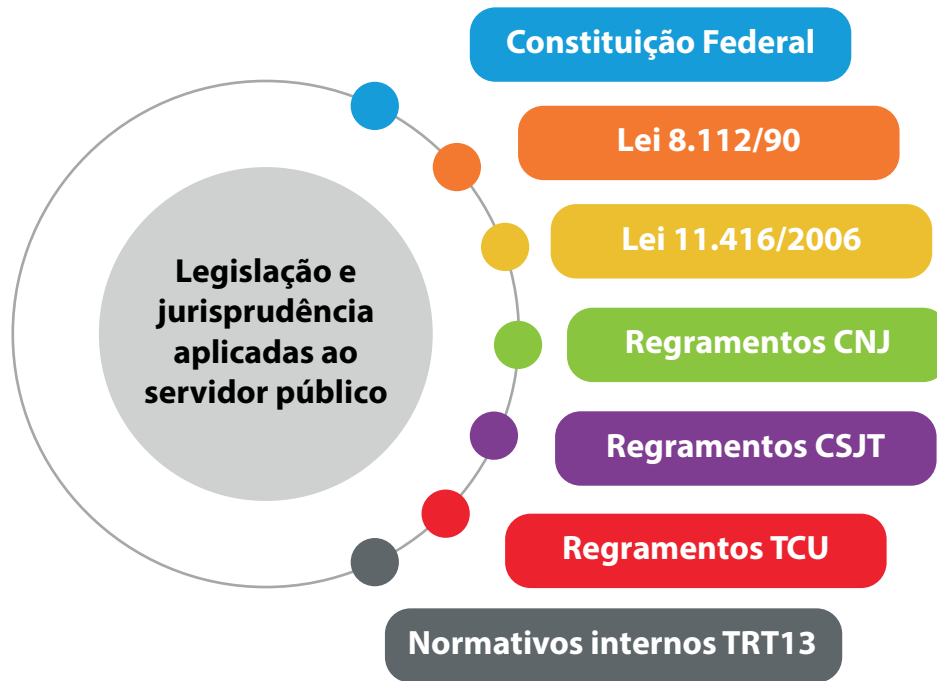 Constituição Federal
Lei 8.112/90
Lei 11.416/2006
Legislação e
jurisprudência
aplicadas ao
servidor público
Regramentos CNJ
Regramentos CSJT
Regramentos TCU
Normativos internos TRT13